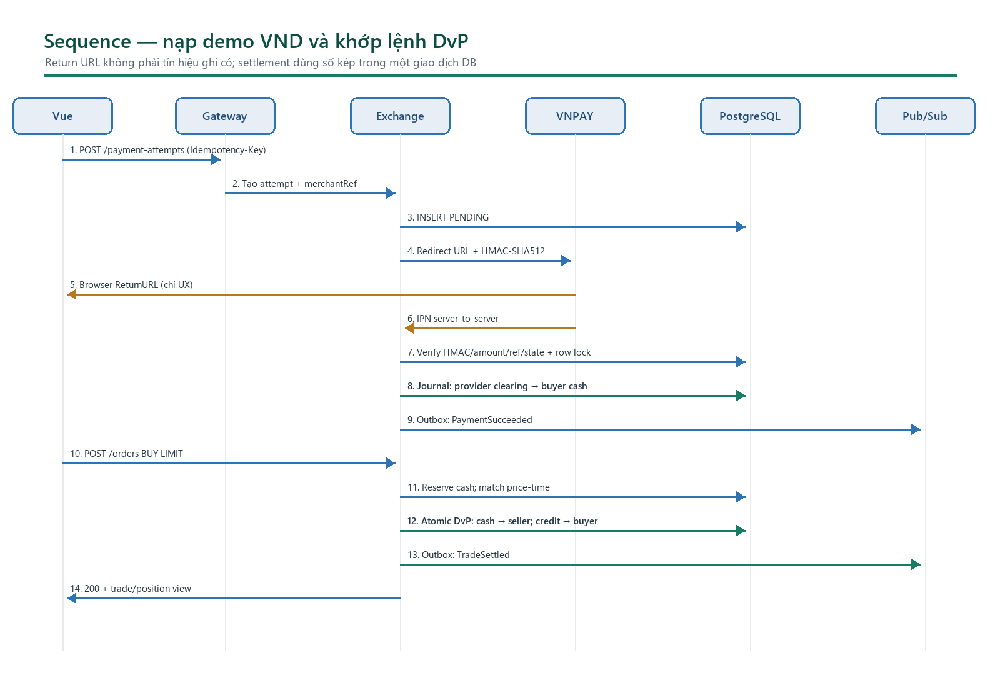 Sequence — nạp demo VND và khớp lệnh DvP
Return URL không phải tín hiệu ghi có; settlement dùng sổ kép trong một giao dịch DB
Vue
Gateway
Exchange
VNPAY
PostgreSQL
Pub/Sub
1. POST /payment-attempts (Idempotency-Key)
2. Tạo attempt + merchantRef
3. INSERT PENDING
4. Redirect URL + HMAC-SHA512
5. Browser ReturnURL (chỉ UX)
6. IPN server-to-server
7. Verify HMAC/amount/ref/state + row lock
8. Journal: provider clearing → buyer cash
9. Outbox: PaymentSucceeded
10. POST /orders BUY LIMIT
11. Reserve cash; match price-time
12. Atomic DvP: cash → seller; credit → buyer
13. Outbox: TradeSettled
14. 200 + trade/position view